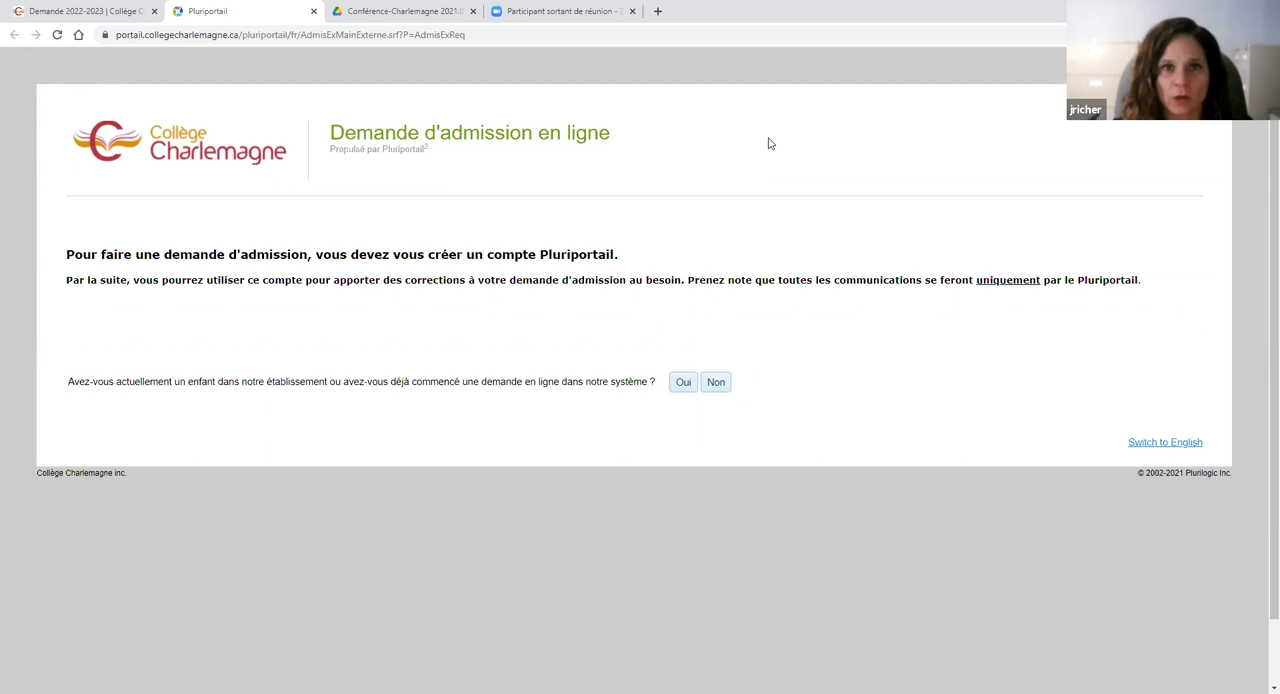 Demande 2022-2023 | Collège C
Pluriportail
Conférence-Charlemagne 2021.0
Participant sortant de réunion - Z
portail.collegecharlemagne.ca/pluriportail/fr/AdmisExMainExterne.srf?P=AdmisExReq
jricher
Collège
Charlemagne
Demande d'admission en ligne
Propulsé par Pluriportail²
Pour faire une demande d'admission, vous devez vous créer un compte Pluriportail.
Par la suite, vous pourrez utiliser ce compte pour apporter des corrections à votre demande d'admission au besoin. Prenez note que toutes les communications se feront uniquement par le Pluriportail.
Avez-vous actuellement un enfant dans notre établissement ou avez-vous déjà commencé une demande en ligne dans notre système ? Oui Non
Switch to English
Collège Charlemagne inc.
© 2002-2021 Plurilogic Inc.